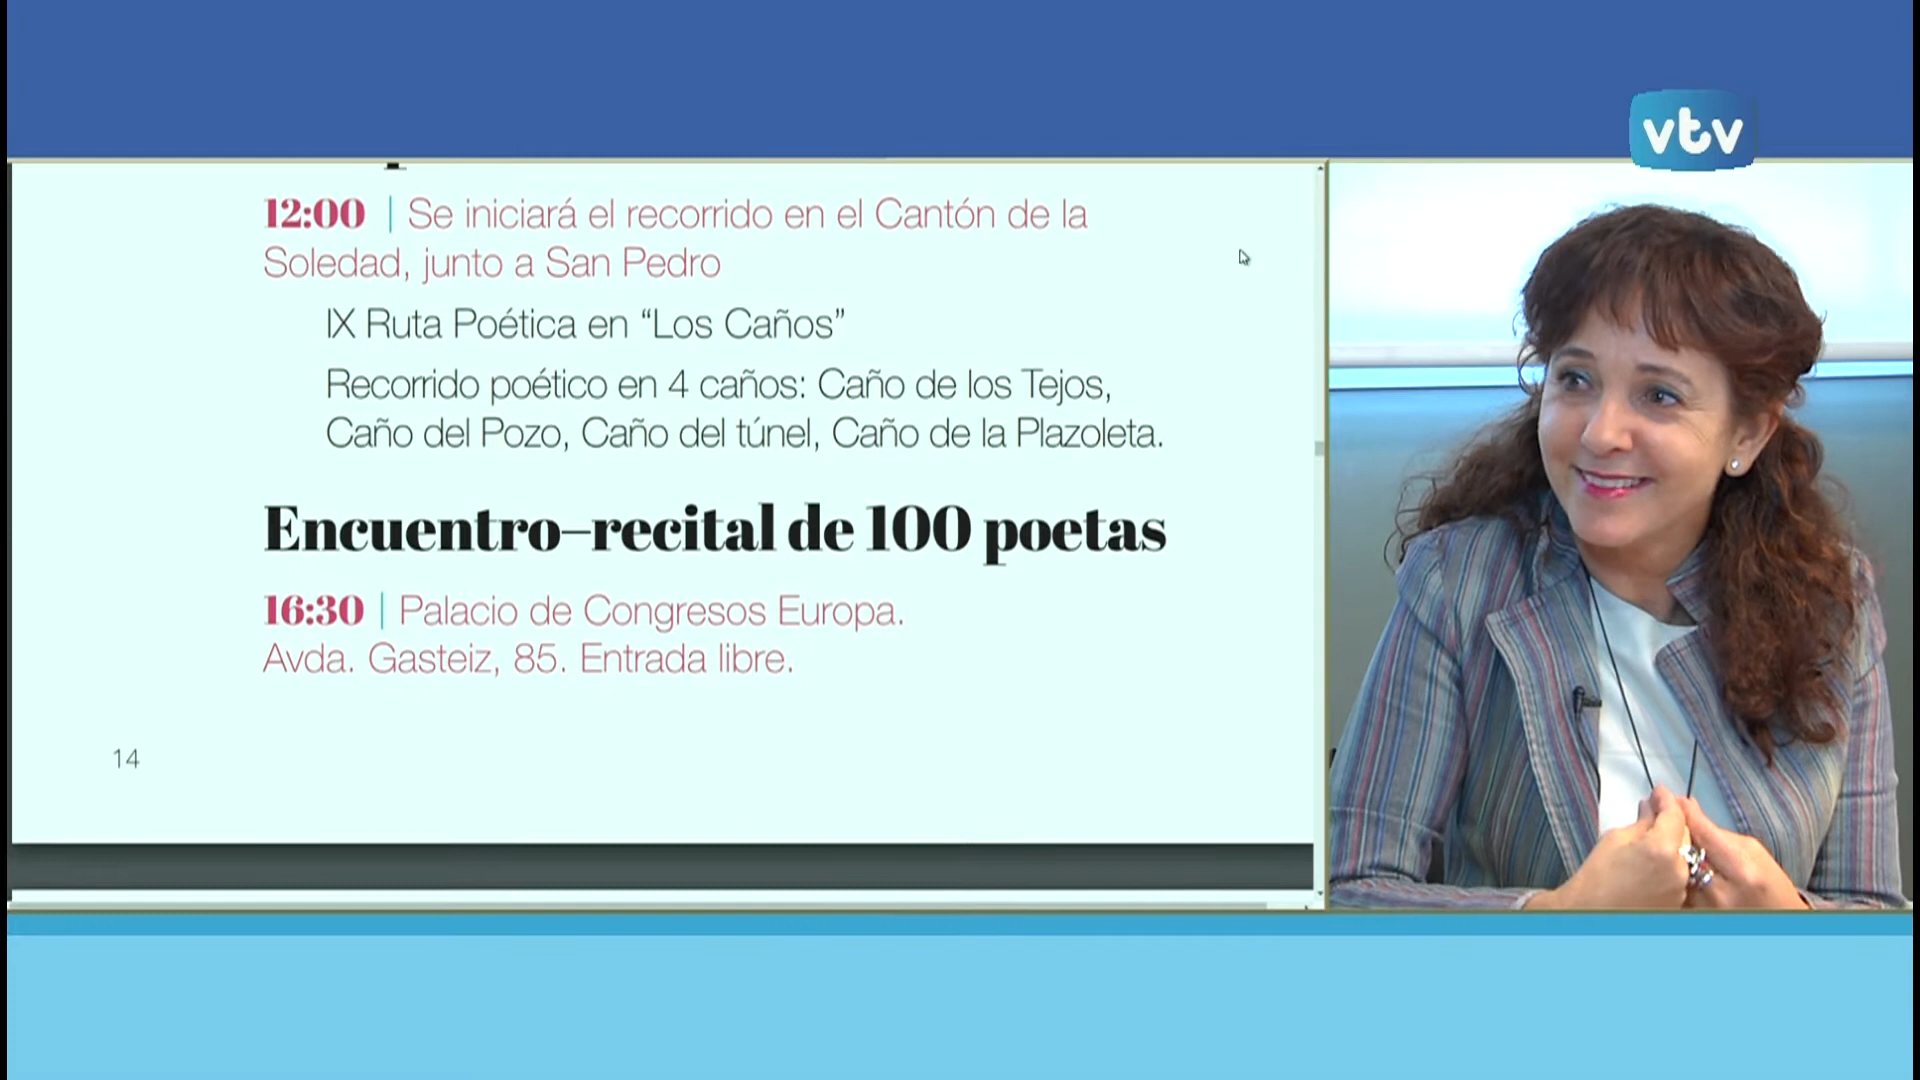 vtv
12:00 | Se iniciará el recorrido en el Cantón de la
Soledad, junto a San Pedro
IX Ruta Poética en “Los Caños”
Recorrido poético en 4 caños: Caño de los Tejos,
Caño del Pozo, Caño del túnel, Caño de la Plazoleta.
Encuentro–recital de 100 poetas
16:30 | Palacio de Congresos Europa.
Avda. Gasteiz, 85. Entrada libre.
14